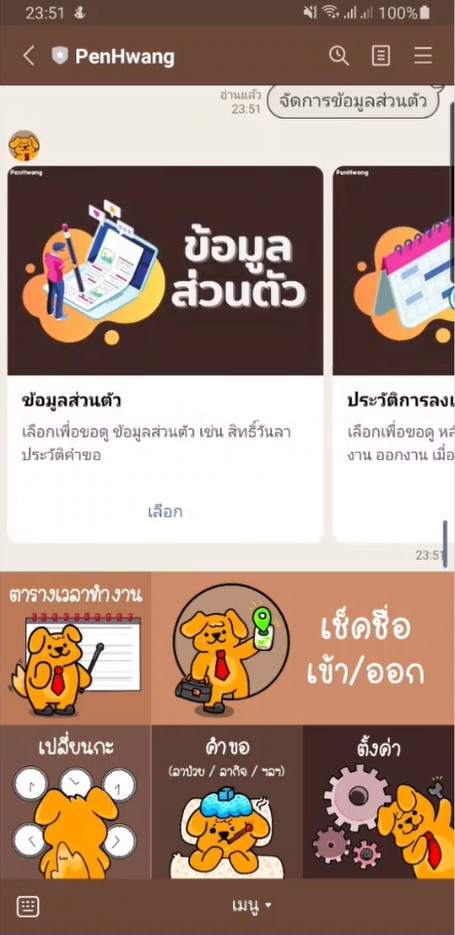 23:51
100%
PenHwang
อ่านแล้ว
23:51
จัดการข้อมูลส่วนตัว
PenHwang
PenHwang
ข้อมูล
ส่วนตัว
ข้อมูลส่วนตัว
เลือกเพื่อขอดู ข้อมูลส่วนตัว เช่น สิทธิ์วันลา
ประวัติคำขอ
เลือก
ประวัติการลงเ
เลือกเพื่อขอดู หลั
งาน ออกงาน เมื่อ
23:51
ตารางเวลาทำงาน
เช็คชื่อ
เข้า/ออก
เปลี่ยนกะ
คำขอ
(ลาป่วย / ลากิจ / ฯลฯ)
ตั้งค่า
เมนู